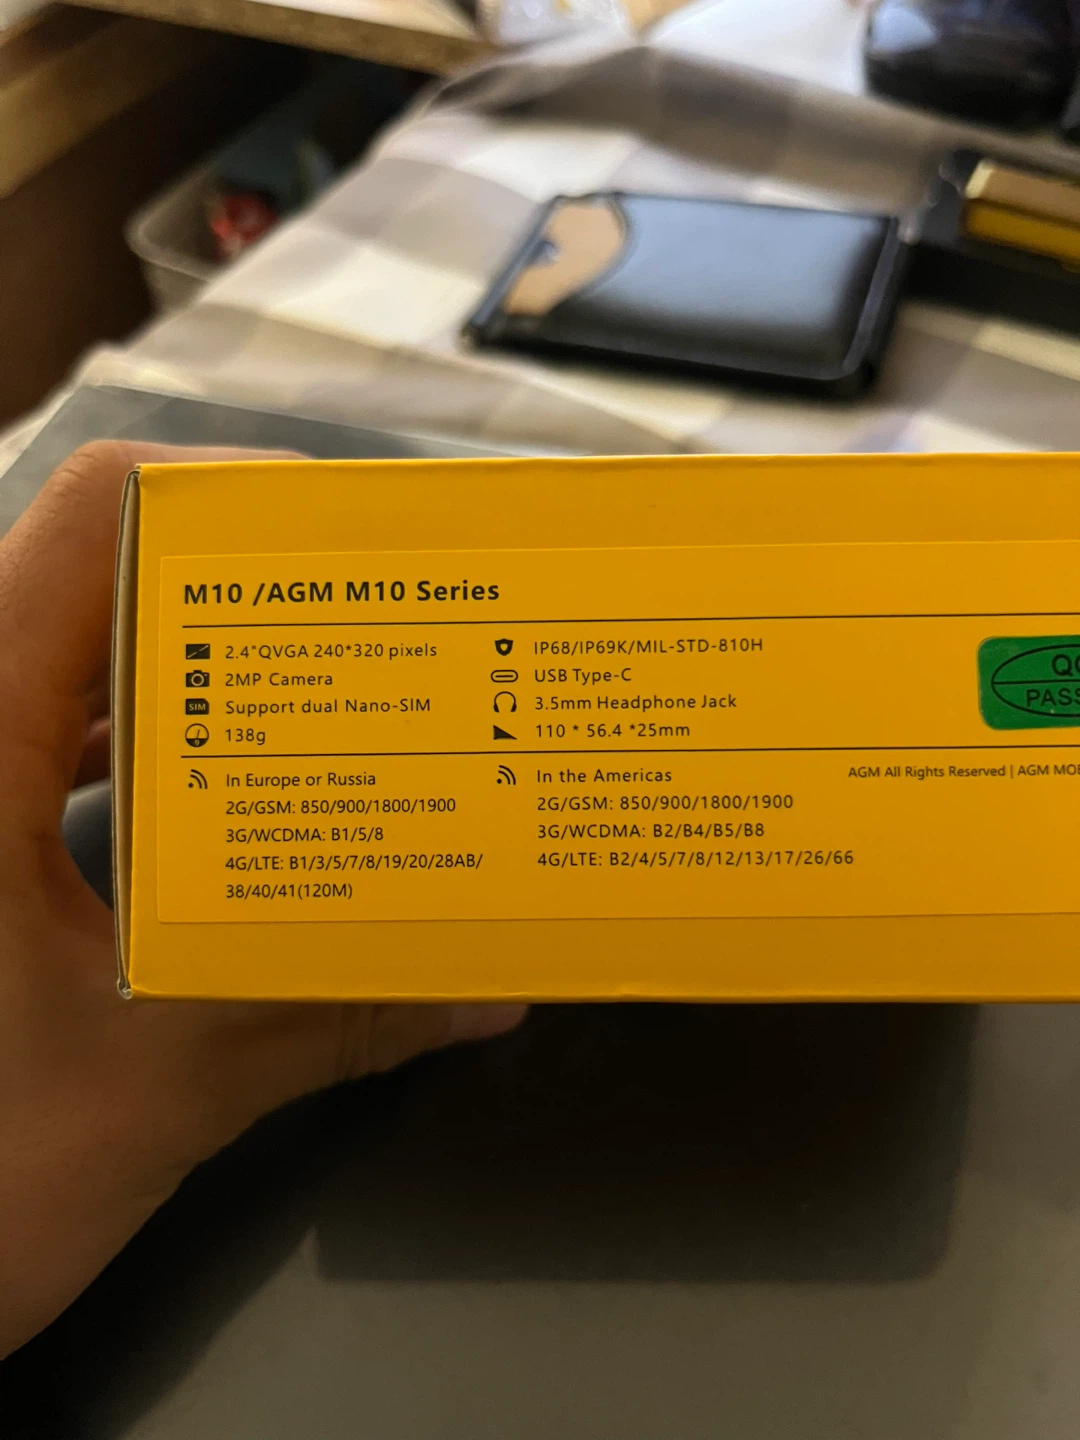 M10 /AGM M10 Series
2.4"QVGA 240*320 pixels
2MP Camera
SIM Support dual Nano-SIM
138g
IP68/IP69K/MIL-STD-810H
USB Type-C
3.5mm Headphone Jack
110 * 56.4 *25mm
In Europe or Russia
2G/GSM: 850/900/1800/1900
3G/WCDMA: B1/5/8
4G/LTE: B1/3/5/7/8/19/20/28AB/
38/40/41(120M)
In the Americas
2G/GSM: 850/900/1800/1900
3G/WCDMA: B2/B4/B5/B8
4G/LTE: B2/4/5/7/8/12/13/17/26/66
AGM All Rights Reserved | AGM